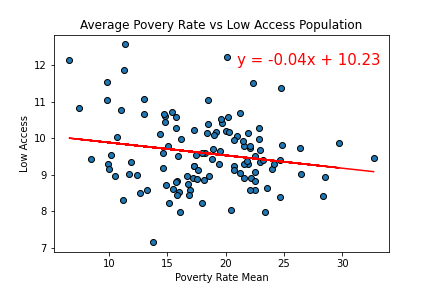 Average Povery Rate vs Low Access Population
y = -0.04x + 10.23
Low Access
12
11
10
9
8
7
10
15
20
25
30
Poverty Rate Mean